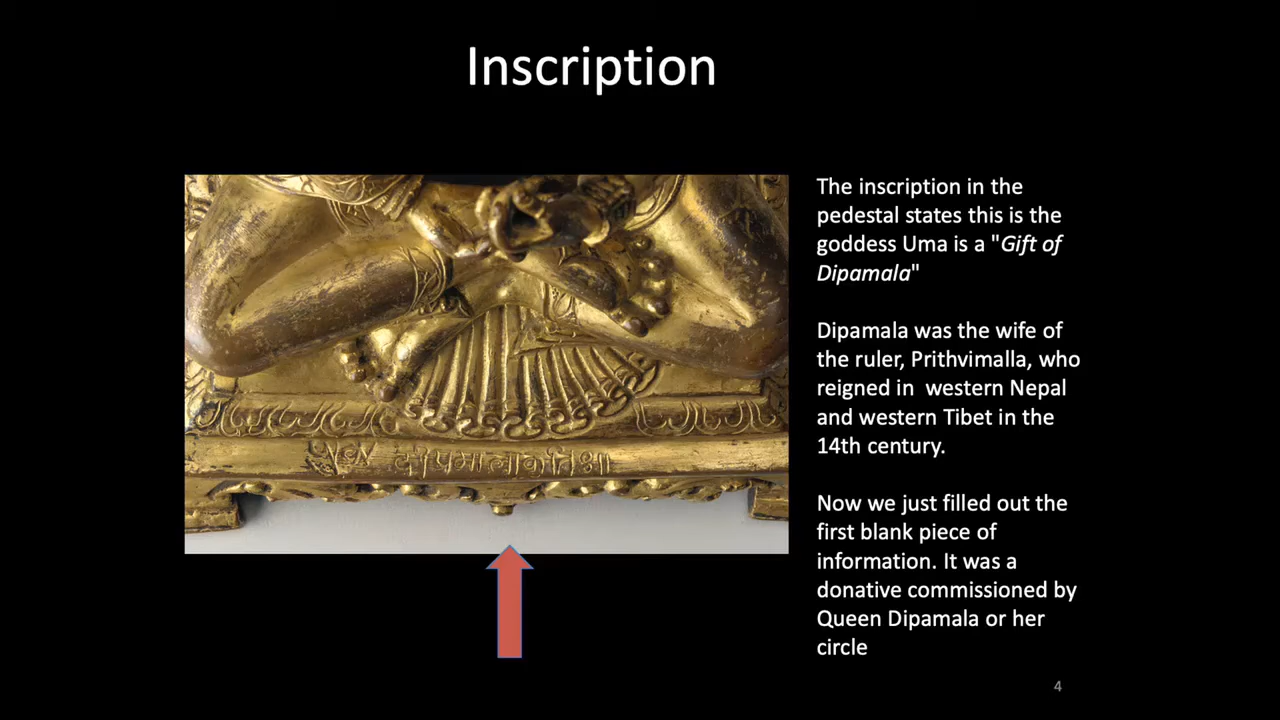 Inscription
The inscription in the
pedestal states this is the
goddess Uma is a "Gift of
Dipamala"
Dipamala was the wife of
the ruler, Prithvimalla, who
reigned in western Nepal
and western Tibet in the
14th century.
Now we just filled out the
first blank piece of
information. It was a
donative commissioned by
Queen Dipamala or her
circle
4